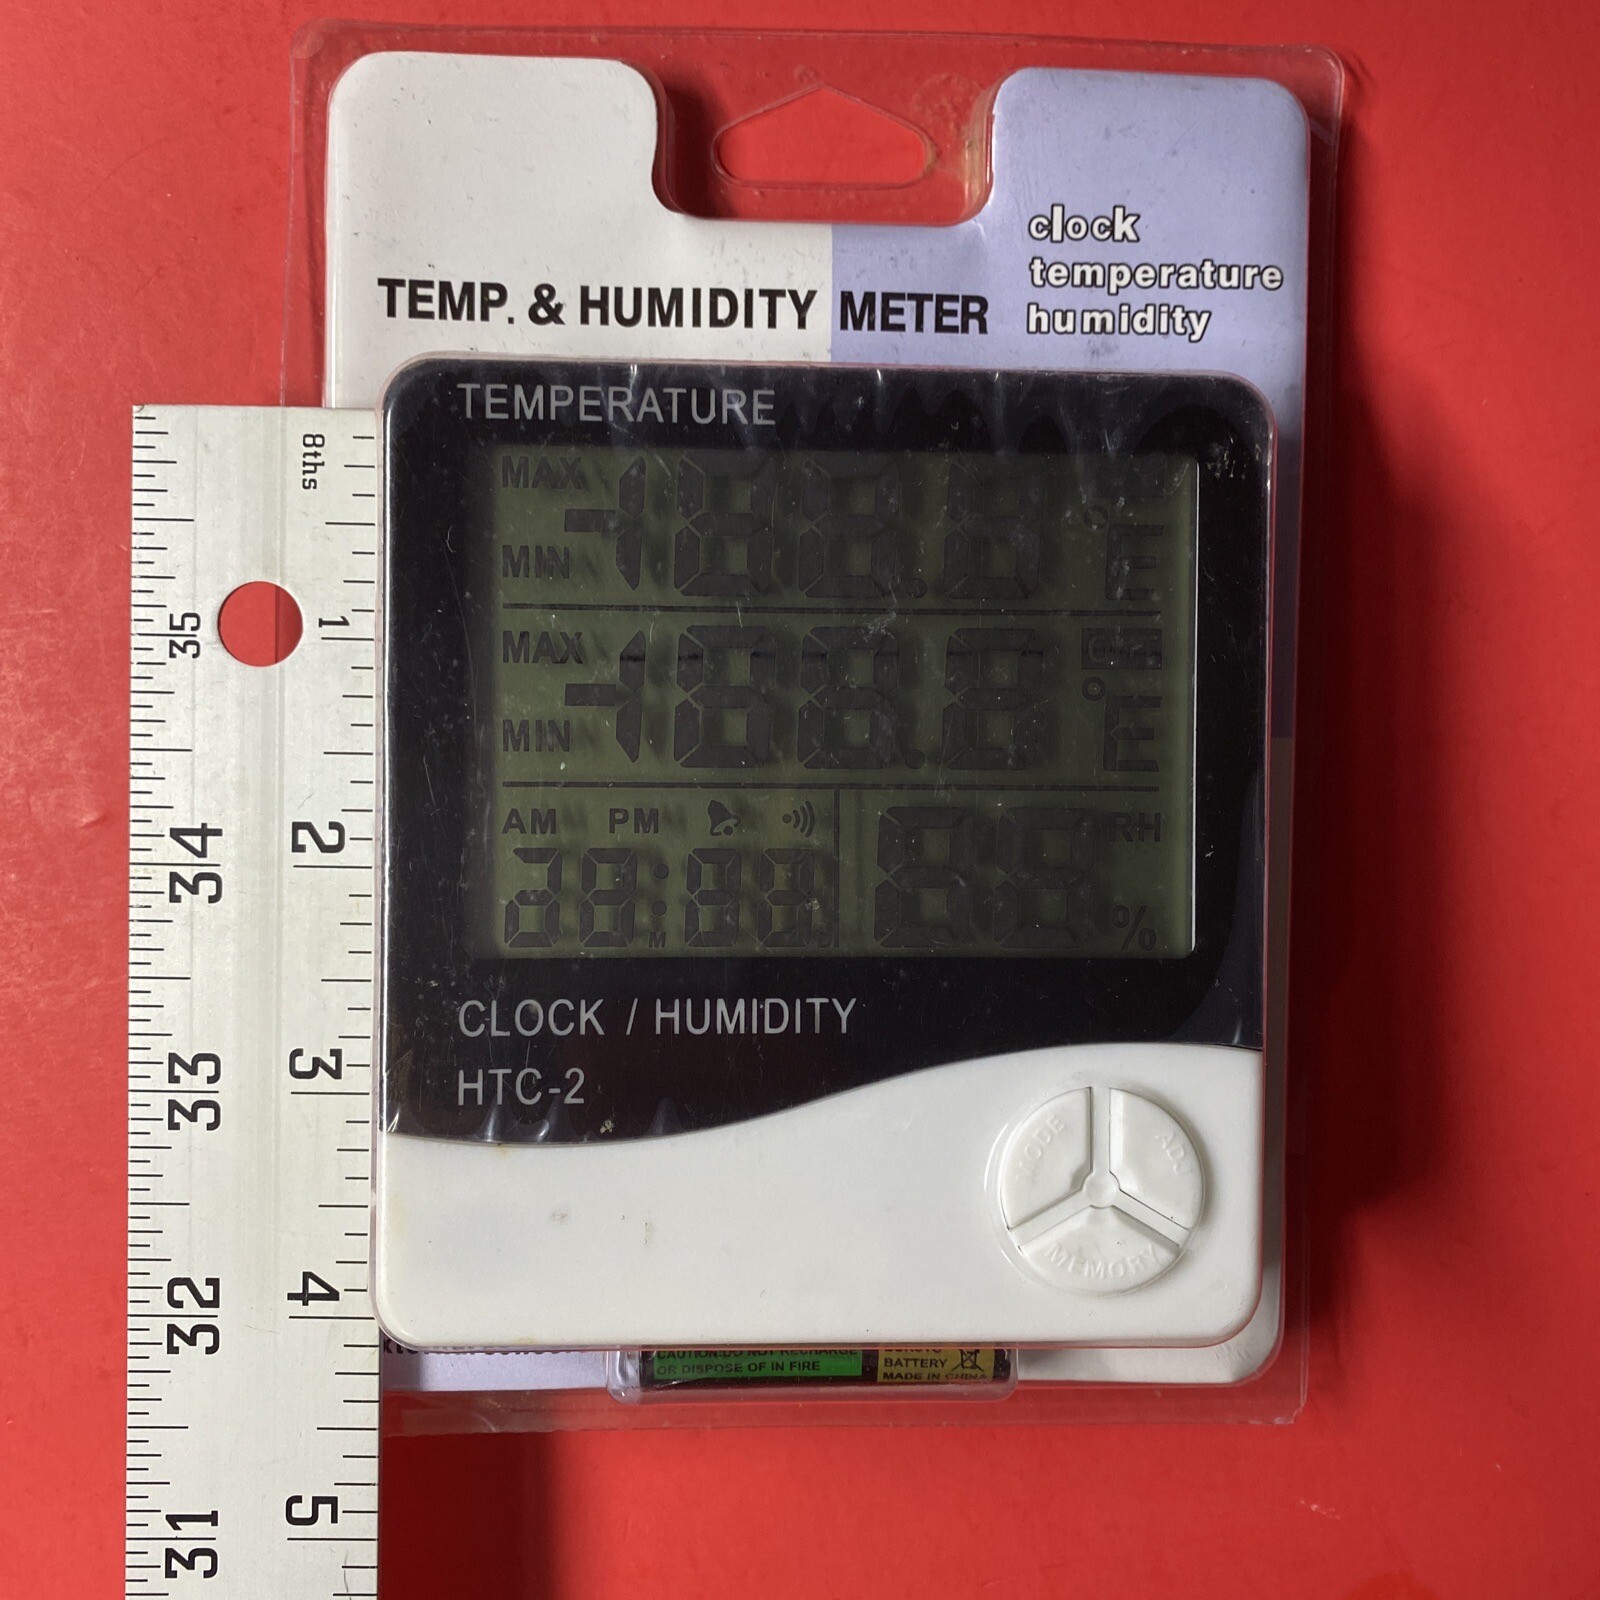 TEMP. & HUMIDITY METER
clock
temperature
humidity
TEMPERATURE
MAX
MIN
MAX
MIN
AM PM
RH
M
%
CLOCK / HUMIDITY
HTC-2
MODE
ADJ
MEMORY
CAUTION:DO NOT RECHARGE
OR DISPOSE OF IN FIRE
BATTERY
MADE IN CHINA
8ths
1
2
3
4
5
35
34
33
32
31